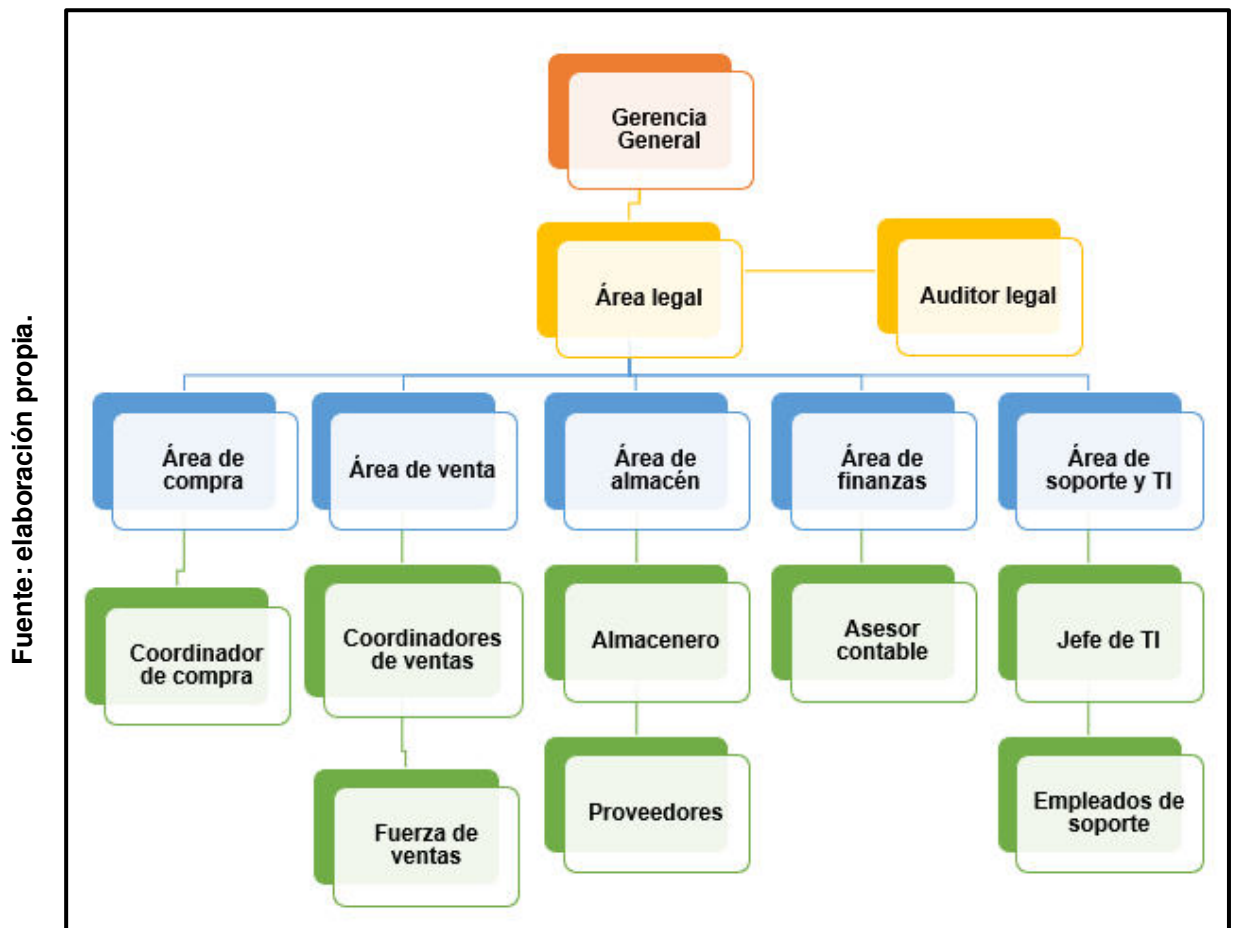 Fuente: elaboración propia.
Gerencia
General
Área legal
Auditor legal
Área de
compra
Área de venta
Área de
almacén
Área de
finanzas
Área de
soporte y TI
Coordinador
de compra
Coordinadores
de ventas
Almacenero
Asesor
contable
Jefe de TI
Fuerza de
ventas
Proveedores
Empleados de
soporte